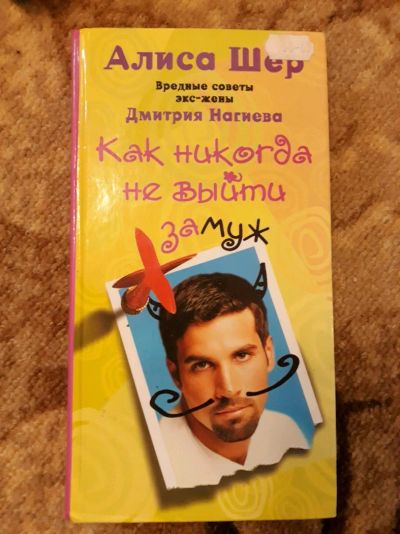 Алиса Шер
Вредные советы
экс-жены
Дмитрия Нагиева
Как никогда
не выйти
замуж